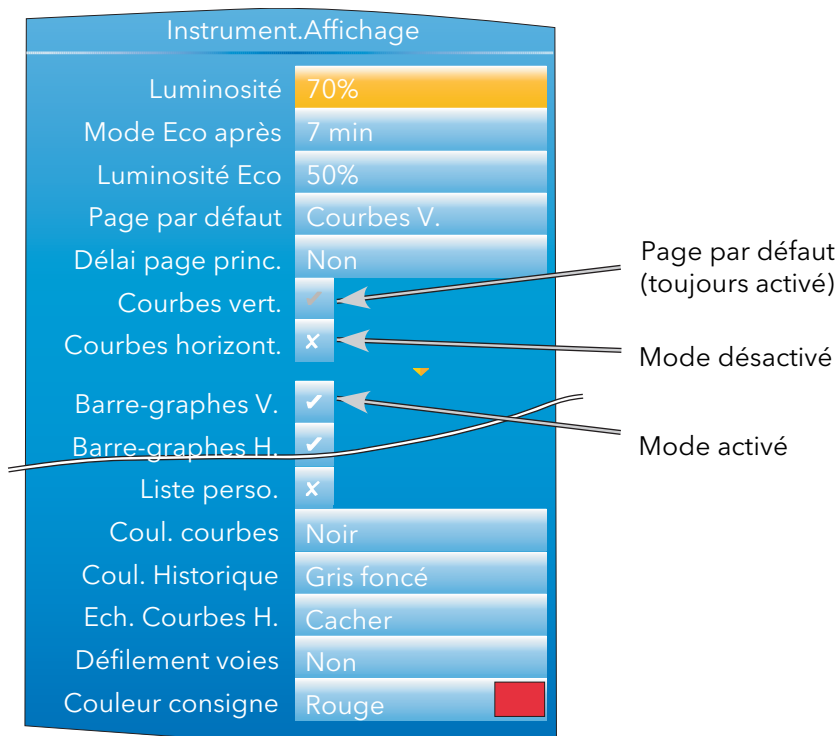 Instrument.Affichage
Luminosité 70%
Mode Eco après 7 min
Luminosité Eco 50%
Page par défaut Courbes V.
Délai page princ. Non
Courbes vert. ✔
Courbes horizont. ✘
Barre-graphes V. ✔
Barre-graphes H. ✔
Liste perso. ✘
Coul. courbes Noir
Coul. Historique Gris foncé
Ech. Courbes H. Cacher
Défilement voies Non
Couleur consigne Rouge
Page par défaut
(toujours activé)
Mode désactivé
Mode activé